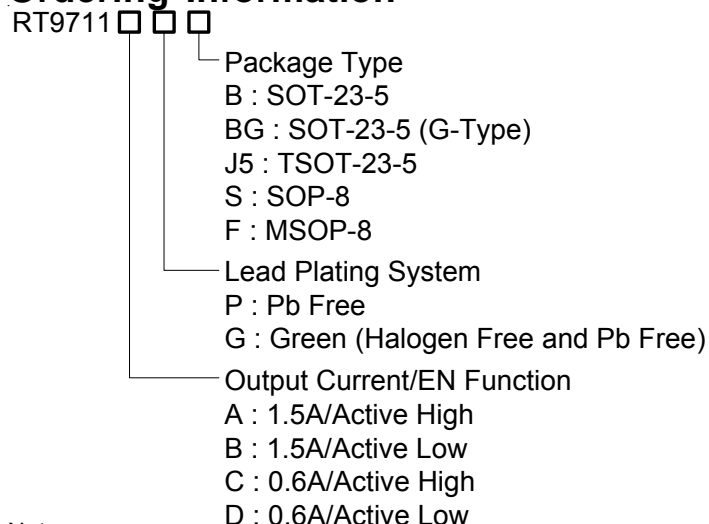 Ordering Information
RT9711
Package Type
B : SOT-23-5
BG : SOT-23-5 (G-Type)
J5 : TSOT-23-5
S : SOP-8
F : MSOP-8
Lead Plating System
P : Pb Free
G : Green (Halogen Free and Pb Free)
Output Current/EN Function
A : 1.5A/Active High
B : 1.5A/Active Low
C : 0.6A/Active High
D : 0.6A/Active Low